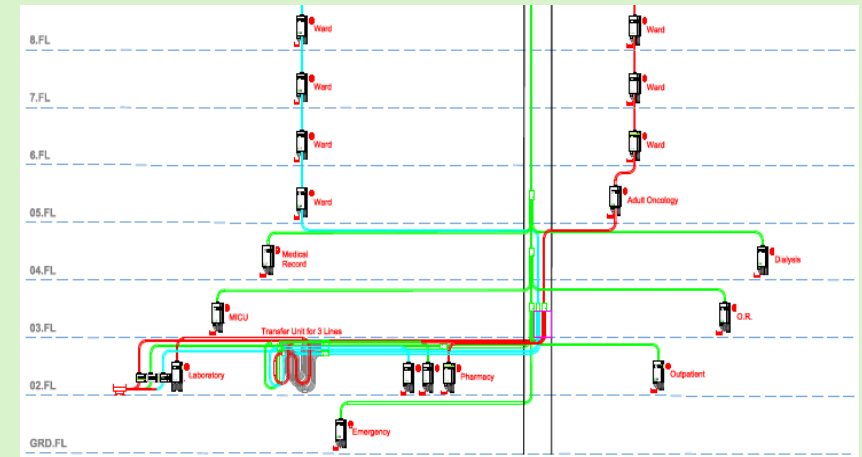 Ward
Ward
8.FL
Ward
Ward
7.FL
Ward
Ward
6.FL
Ward
Adult Oncology
05.FL
Medical
Record
Dialysis
04.FL
MICU
O.R.
03.FL
Transfer Unit for 3 Lines
Laboratory
Pharmacy
Outpatient
02.FL
Emergency
GRD.FL